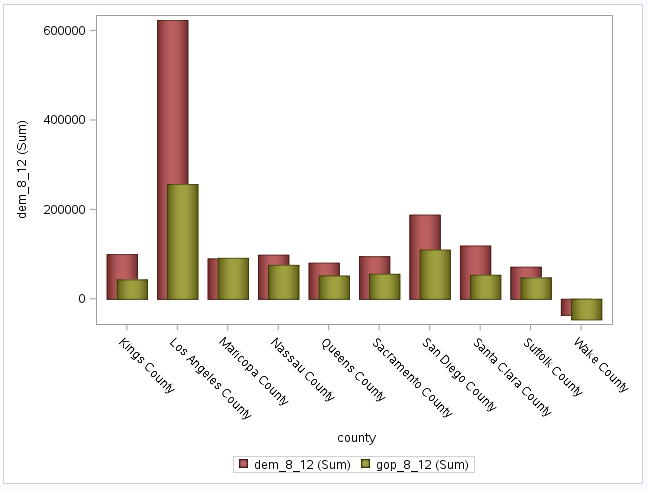 600000
400000
200000
0
dem_8_12 (Sum)
Kings County
Los Angeles County
Maricopa County
Nassau County
Queens County
Sacramento County
San Diego County
Santa Clara County
Suffolk County
Wake County
county
dem_8_12 (Sum) gop_8_12 (Sum)